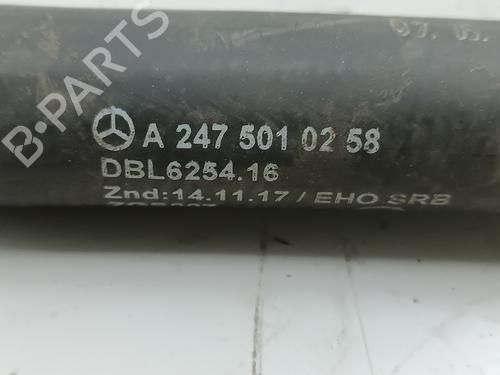 B-PARTS
A 247 501 02 58
DBL6254.16
Znd:14.11.17 / EHO SRB